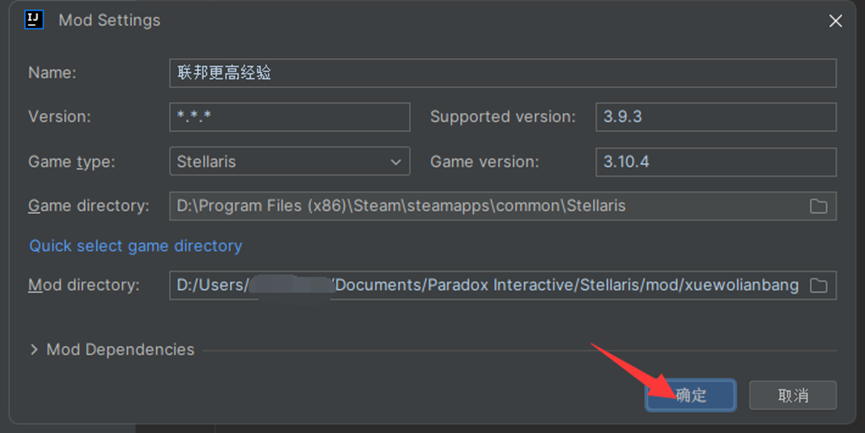 Mod Settings
Name: 联邦更高经验
Version: *.*.* Supported version: 3.9.3
Game type: Stellaris Game version: 3.10.4
Game directory: D:\Program Files (x86)\Steam\steamapps\common\Stellaris
Quick select game directory
Mod directory: D:/Users/ /Documents/Paradox Interactive/Stellaris/mod/xuewolianbang
Mod Dependencies
确定 取消